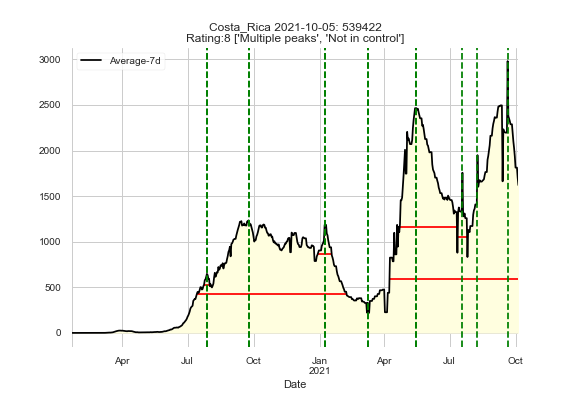 Costa_Rica 2021-10-05: 539422
Rating:8 ['Multiple peaks', 'Not in control']
Average-7d
3000
2500
2000
1500
1000
500
0
Apr Jul Oct Jan Apr Jul Oct
2021
Date